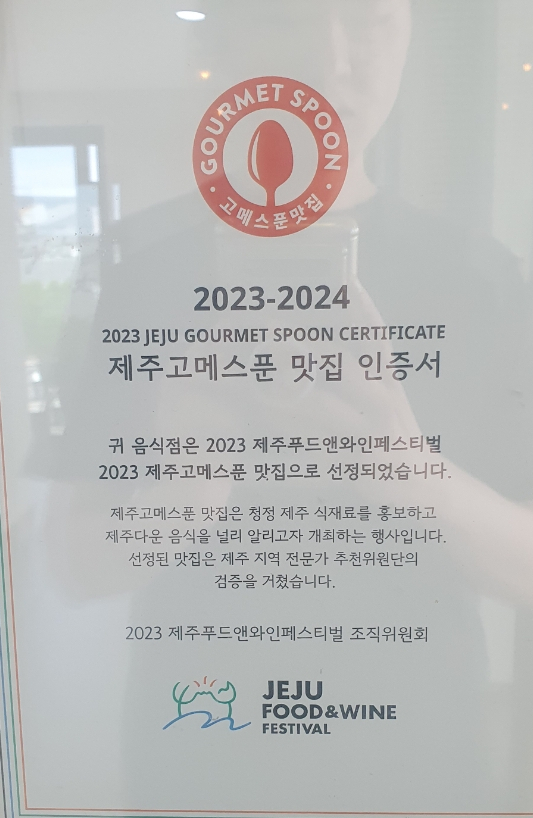 GOURMET SPOON
· 고메스푼맛집 ·
2023-2024
2023 JEJU GOURMET SPOON CERTIFICATE
제주고메스푼 맛집 인증서
귀 음식점은 2023 제주푸드앤와인페스티벌
2023 제주고메스푼 맛집으로 선정되었습니다.
제주고메스푼 맛집은 청정 제주 식재료를 홍보하고
제주다운 음식을 널리 알리고자 개최하는 행사입니다.
선정된 맛집은 제주 지역 전문가 추천위원단의
검증을 거쳤습니다.
2023 제주푸드앤와인페스티벌 조직위원회
JEJU
FOOD&WINE
FESTIVAL